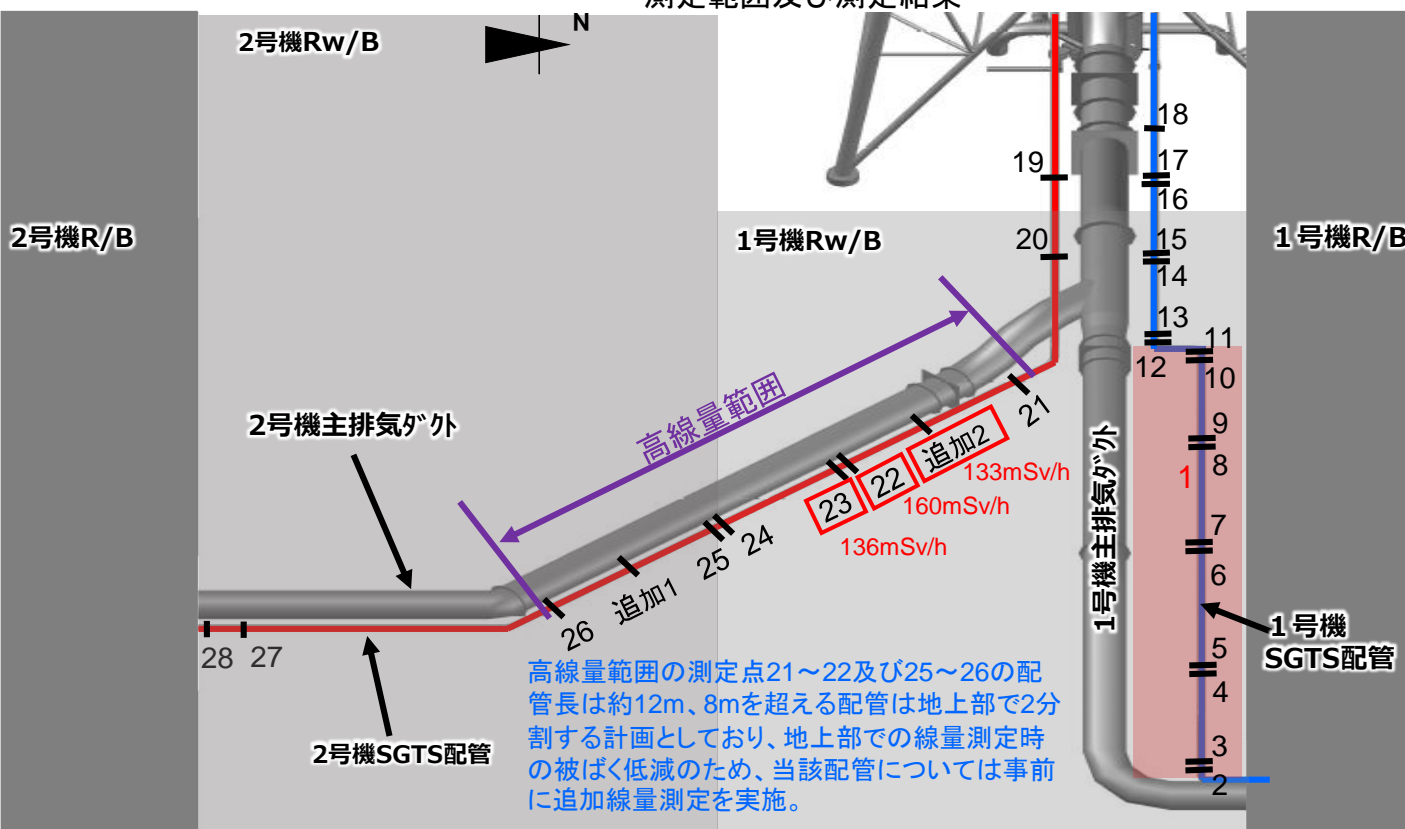 測定範囲及び測定結果
2号機Rw/B
N
18
17
19
16
2号機R/B
1号機Rw/B
20
15
1号機R/B
14
13
11
12
10
高線量範囲
21
9
2号機主排気ダクト
追加2
133mSv/h
1
8
22
160mSv/h
23
136mSv/h
7
24
25
6
追加1
26
1号機主排気ダクト
1号機
SGTS配管
28
27
5
4
高線量範囲の測定点21～22及び25～26の配
管長は約12m、8mを超える配管は地上部で2分
割する計画としており、地上部での線量測定時
の被ばく低減のため、当該配管については事前
に追加線量測定を実施。
2号機SGTS配管
3
2